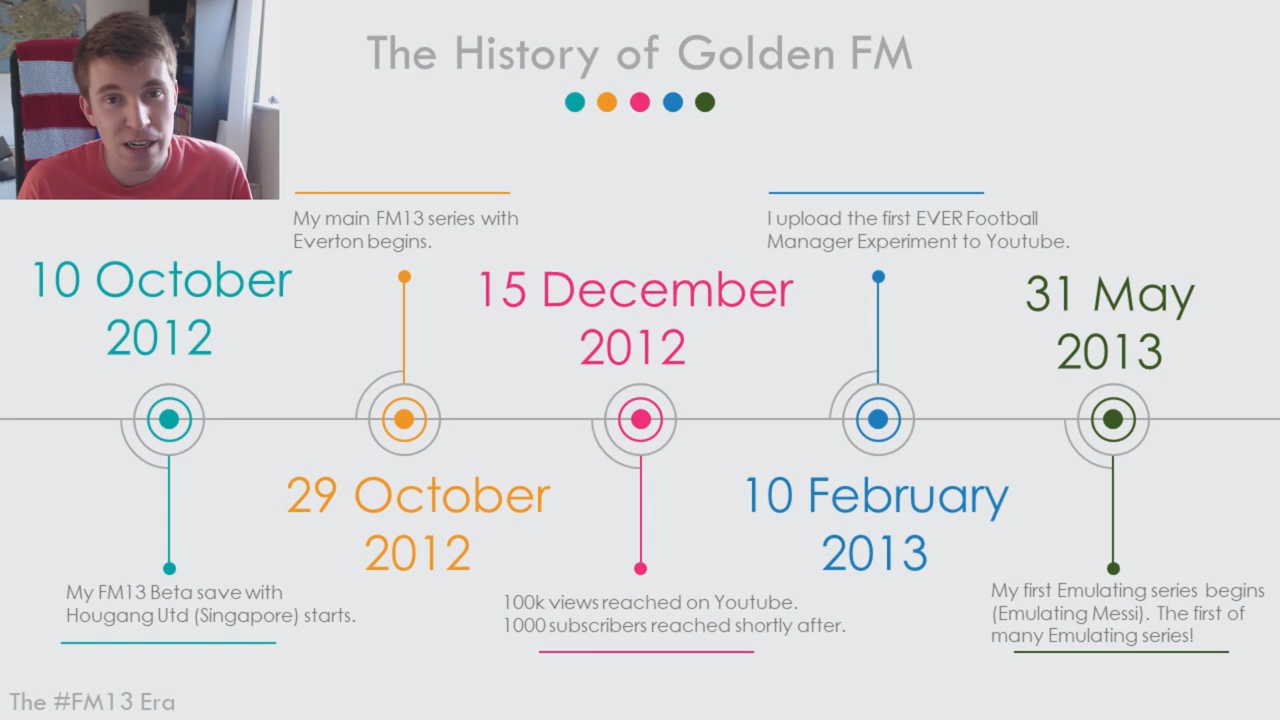 The History of Golden FM
My main FM13 series with
Everton begins.
I upload the first EVER Football
Manager Experiment to Youtube.
10 October
2012
15 December
2012
31 May
2013
29 October
2012
10 February
2013
My FM13 Beta save with
Hougang Utd (Singapore) starts.
100k views reached on Youtube.
1000 subscribers reached shortly after.
My first Emulating series begins
(Emulating Messi). The first of
many Emulating series!
The #FM13 Era